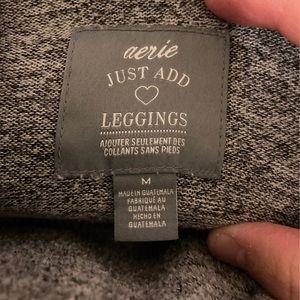 aerie
JUST ADD
LEGGINGS
AJOUTER SEULEMENT DES
COLLANTS SANS PIEDS
M
MADE IN GUATEMALA
FABRIQUÉ AU
GUATEMALA
HECHO EN
GUATEMALA